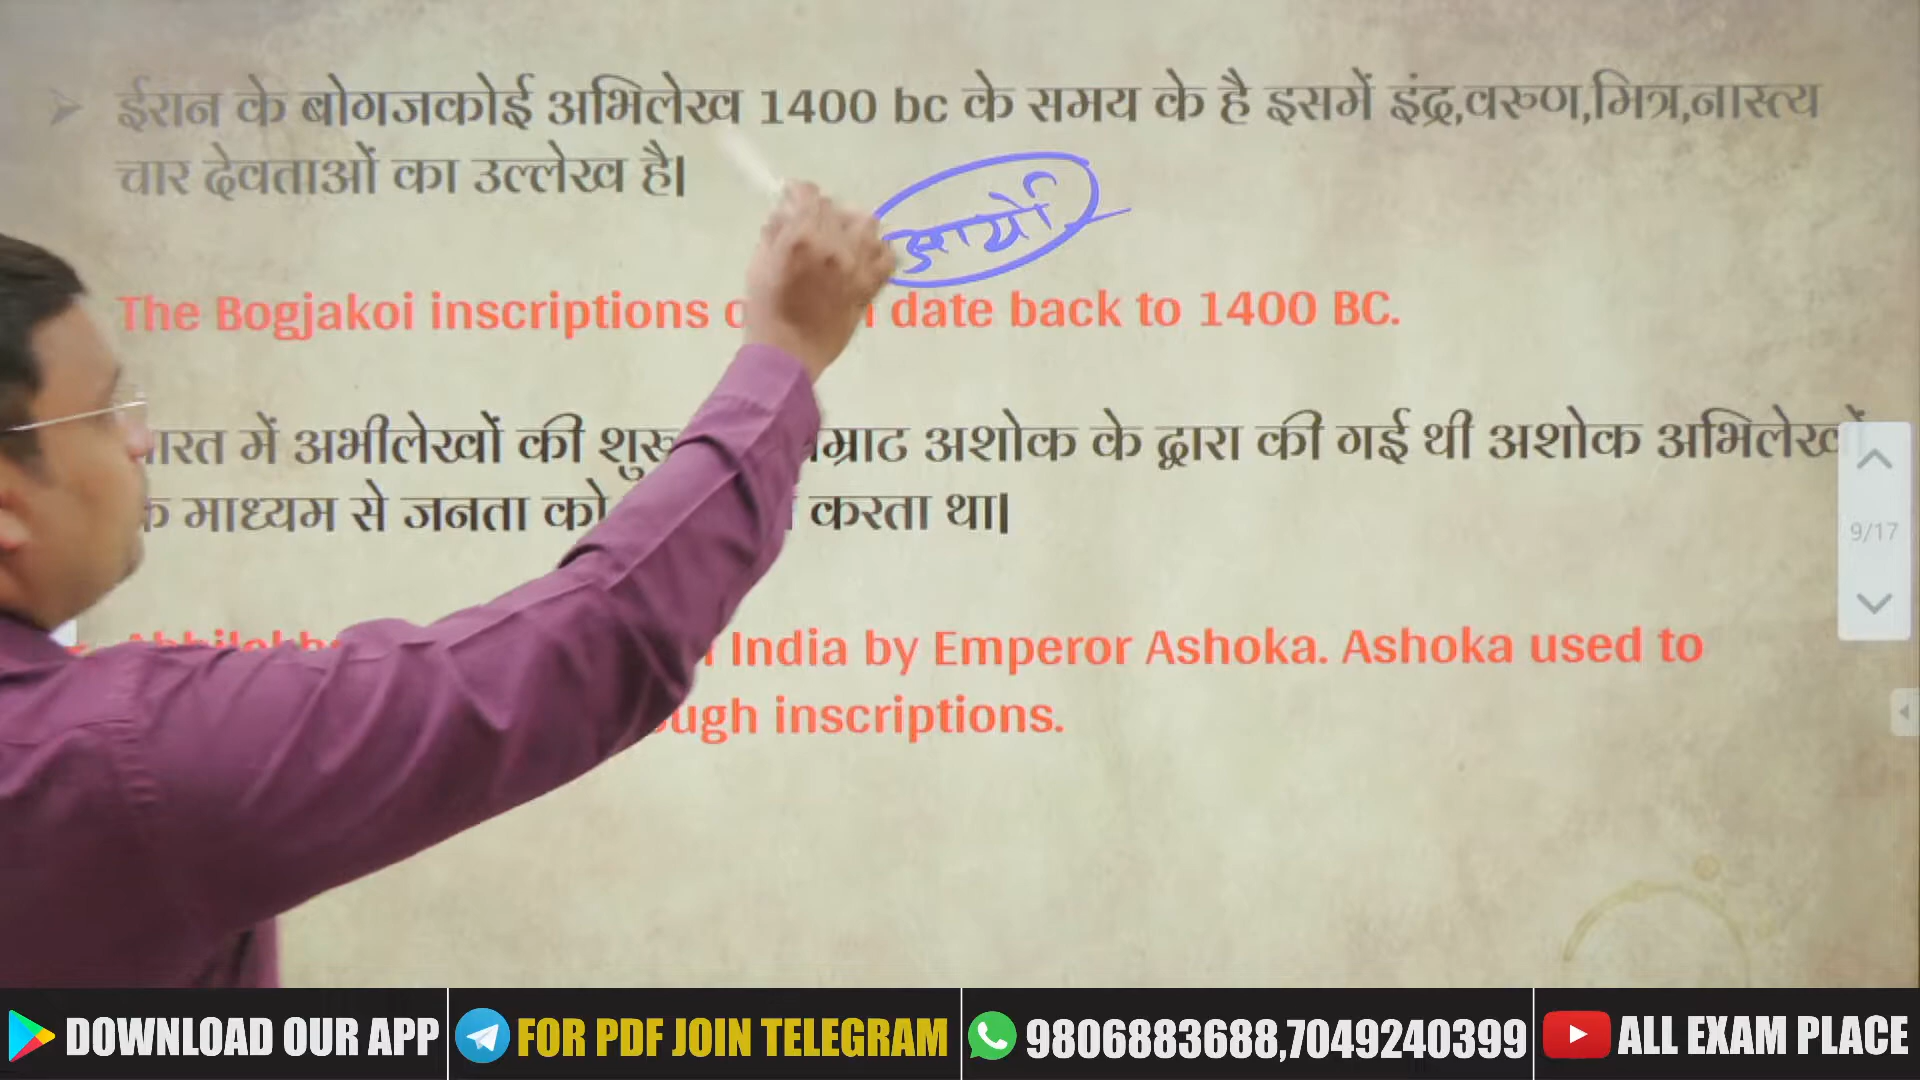 ईरान के बोगजकोई अभिलेख 1400 bc के समय के है इसमें इंद्र,वरुण,मित्र,नास्त्य
चार देवताओं का उल्लेख है।
आर्यो
The Bogjakoi inscriptions date back to 1400 BC.
में अभीलेखों की अशोक के द्वारा की गई थी अशोक अभिलेखों
माध्यम से जनता को करता था।
India by Emperor Ashoka. Ashoka used to
inscriptions.
9/17
DOWNLOAD OUR APP FOR PDF JOIN TELEGRAM 9806883688,7049240399 ALL EXAM PLACE